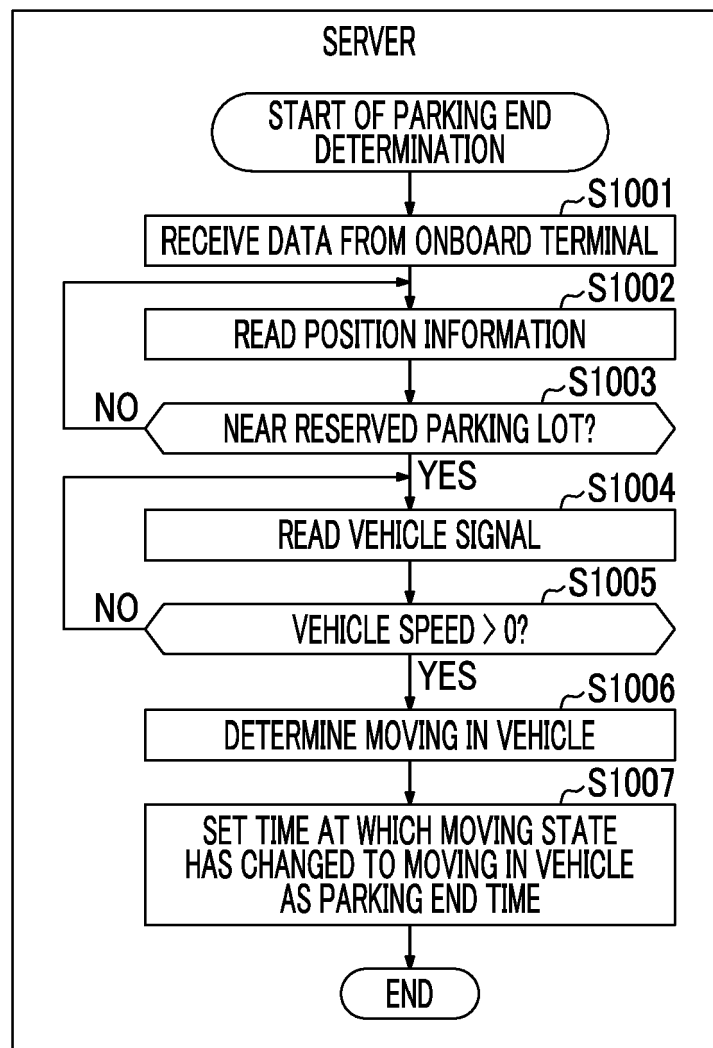 SERVER
START OF PARKING END
DETERMINATION
S1001
RECEIVE DATA FROM ONBOARD TERMINAL
S1002
READ POSITION INFORMATION
S1003
NO
NEAR RESERVED PARKING LOT?
YES
S1004
READ VEHICLE SIGNAL
S1005
NO
VEHICLE SPEED > 0?
YES
S1006
DETERMINE MOVING IN VEHICLE
S1007
SET TIME AT WHICH MOVING STATE
HAS CHANGED TO MOVING IN VEHICLE
AS PARKING END TIME
END